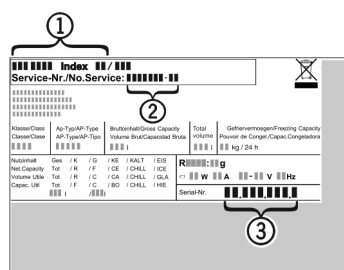 1
Index / 
Service-Nr./No.Service: -
2
Klasse/Class Ap-Typ/AP-Type Bruttoinhalt/Gross Capacity Total Gefriervermoegen/Freezing Capacity
Classe/Clase AP-Type/AP-Tipo Volume Brut/Capacidad Bruta volume Pouvoir de Congel./Capac.Congeladora
l l kg / 24 h
Nutzinhalt Ges / K / G / KE / KALT / EIS
Net Capacity Tot / R / F / CE / CHILL / ICE
Volume Utile Tot / R / C / CA / CHILL / GLA
Capac. Util Tot / F / C / BO / CHILL / HIE
l / l
R : g
W A - V Hz
Serial-Nr. . . .
3